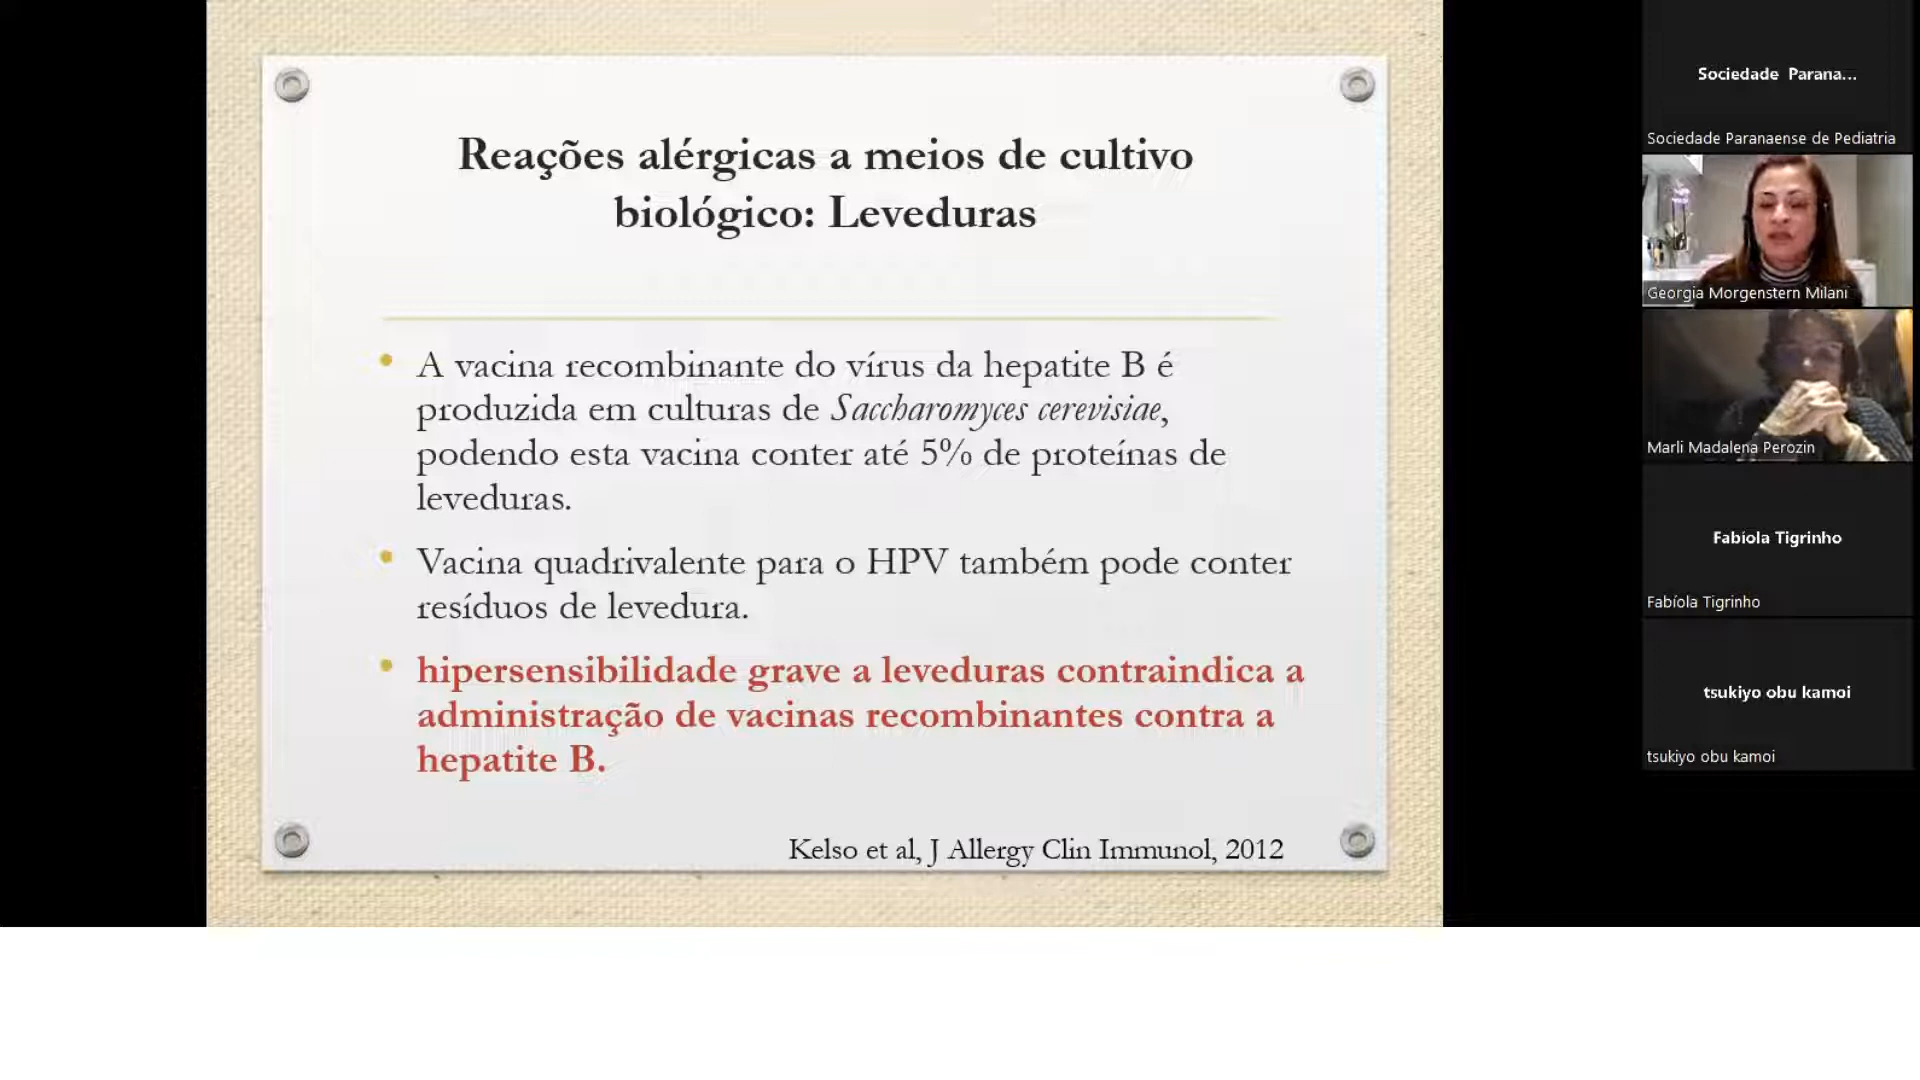 Reações alérgicas a meios de cultivo
biológico: Leveduras
A vacina recombinante do vírus da hepatite B é
produzida em culturas de Saccharomyces cerevisiae,
podendo esta vacina conter até 5% de proteínas de
leveduras.
Vacina quadrivalente para o HPV também pode conter
resíduos de levedura.
hipersensibilidade grave a leveduras contraindica a
administração de vacinas recombinantes contra a
hepatite B.
Kelso et al, J Allergy Clin Immunol, 2012
Sociedade Parana...
Sociedade Paranaense de Pediatria
Georgia Morgenstern Milani
Marli Madalena Perozin
Fabíola Tigrinho
Fabíola Tigrinho
tsukiyo obu kamoi
tsukiyo obu kamoi